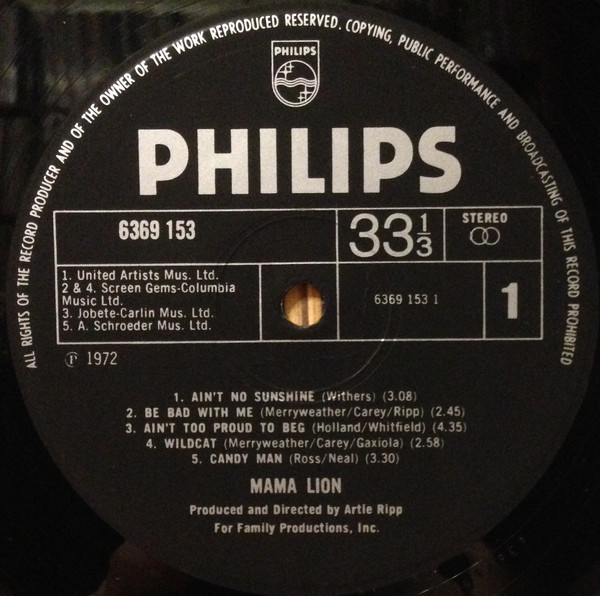 ALL RIGHTS OF THE RECORD PRODUCER AND OF THE OWNER OF THE WORK REPRODUCED RESERVED. COPYING, PUBLIC PERFORMANCE AND BROADCASTING OF THIS RECORD PROHIBITED
PHILIPS
PHILIPS
6369 153
33 1/3
STEREO
1. United Artists Mus. Ltd.
2 & 4. Screen Gems-Columbia
Music Ltd.
3. Jobete-Carlin Mus. Ltd.
5. A. Schroeder Mus. Ltd.
6369 153 1
1
Ⓟ 1972
1. AIN'T NO SUNSHINE (Withers) (3.08)
2. BE BAD WITH ME (Merryweather/Carey/Ripp) (2.45)
3. AIN'T TOO PROUD TO BEG (Holland/Whitfield) (4.35)
4. WILDCAT (Merryweather/Carey/Gaxiola) (2.58)
5. CANDY MAN (Ross/Neal) (3.30)
MAMA LION
Produced and Directed by Artie Ripp
For Family Productions, Inc.